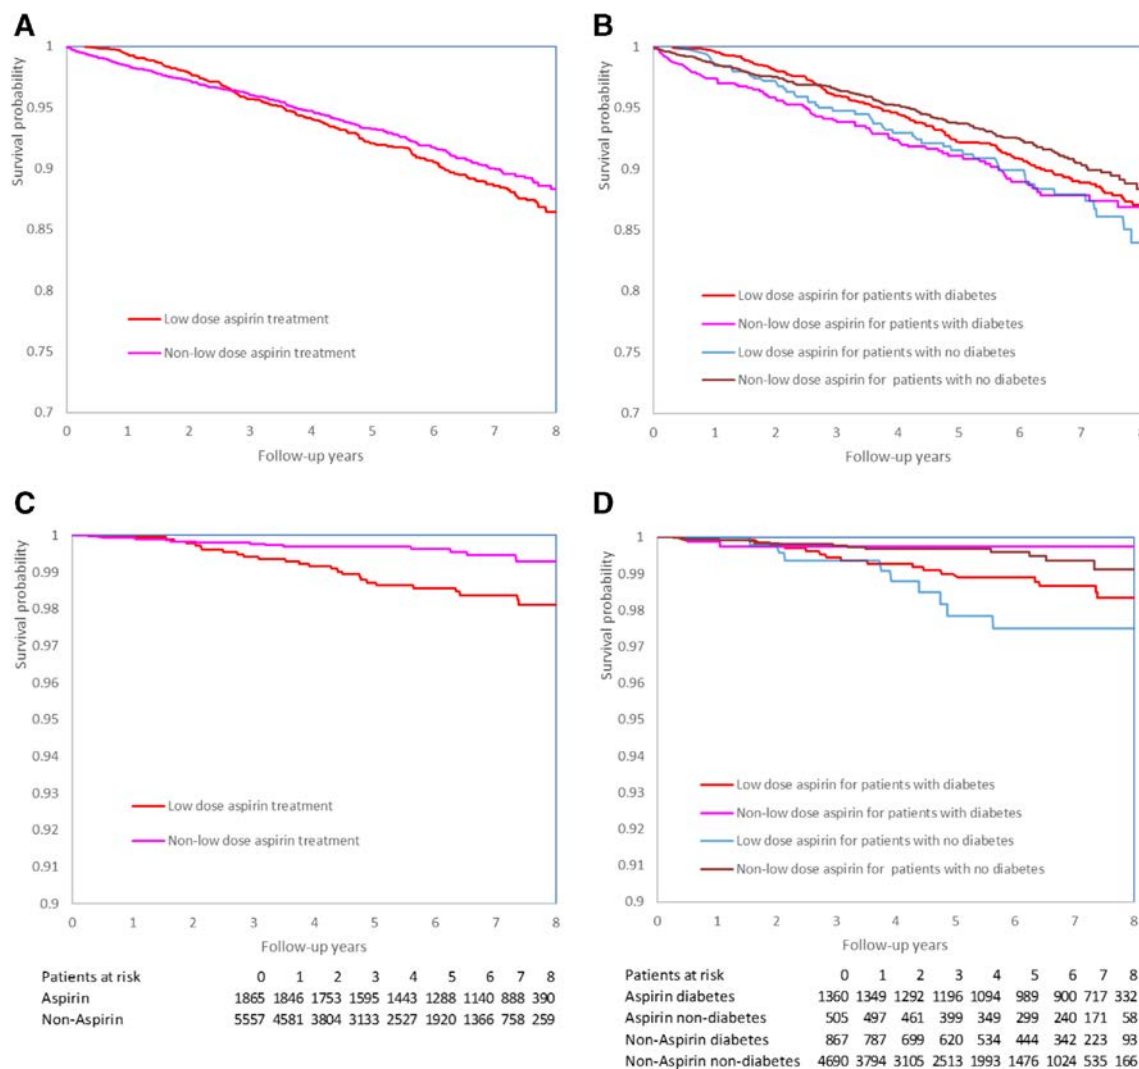 A
Survival probability
1
0.95
0.9
0.85
0.8
0.75
0.7
Low dose aspirin treatment
Non-low dose aspirin treatment
0 1 2 3 4 5 6 7 8
Follow-up years
B
Survival probability
1
0.95
0.9
0.85
0.8
0.75
0.7
Low dose aspirin for patients with diabetes
Non-low dose aspirin for patients with diabetes
Low dose aspirin for patients with no diabetes
Non-low dose aspirin for patients with no diabetes
0 1 2 3 4 5 6 7 8
Follow-up years
C
Survival probability
1
0.99
0.98
0.97
0.96
0.95
0.94
0.93
0.92
0.91
0.9
Low dose aspirin treatment
Non-low dose aspirin treatment
0 1 2 3 4 5 6 7 8
Follow-up years
Patients at risk 0 1 2 3 4 5 6 7 8
Aspirin 1865 1846 1753 1595 1443 1288 1140 888 390
Non-Aspirin 5557 4581 3804 3133 2527 1920 1366 758 259
D
Survival probability
1
0.99
0.98
0.97
0.96
0.95
0.94
0.93
0.92
0.91
0.9
Low dose aspirin for patients with diabetes
Non-low dose aspirin for patients with diabetes
Low dose aspirin for patients with no diabetes
Non-low dose aspirin for patients with no diabetes
0 1 2 3 4 5 6 7 8
Follow-up years
Patients at risk 0 1 2 3 4 5 6 7 8
Aspirin diabetes 1360 1349 1292 1196 1094 989 900 717 332
Aspirin non-diabetes 505 497 461 399 349 299 240 171 58
Non-Aspirin diabetes 867 787 699 620 534 444 342 223 93
Non-Aspirin non-diabetes 4690 3794 3105 2513 1993 1476 1024 535 166